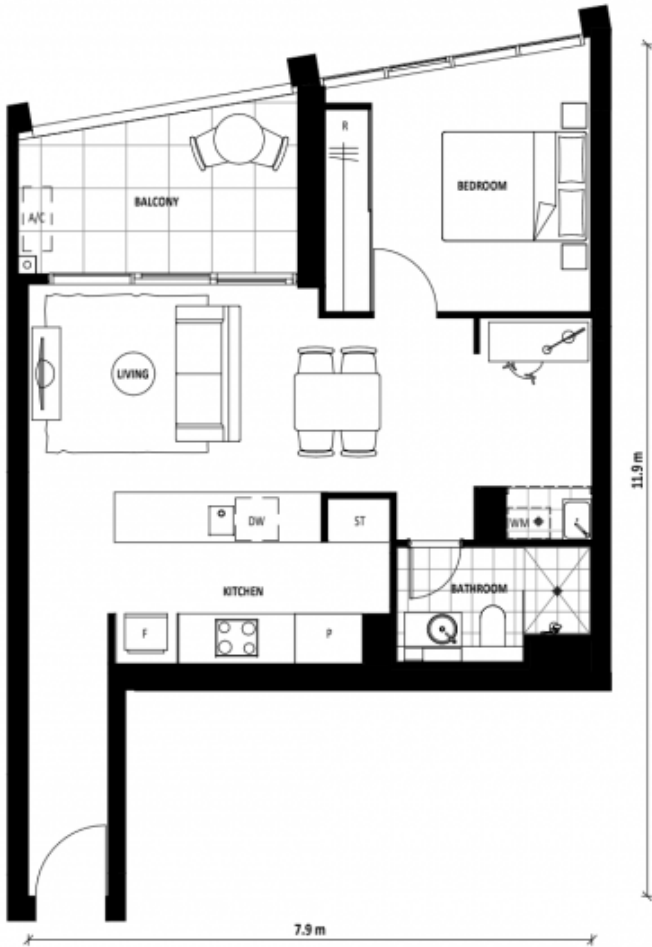 R
BEDROOM
BALCONY
A/C
LIVING
11.9 m
DW
ST
WM
KITCHEN
BATHROOM
F
P
7.9 m